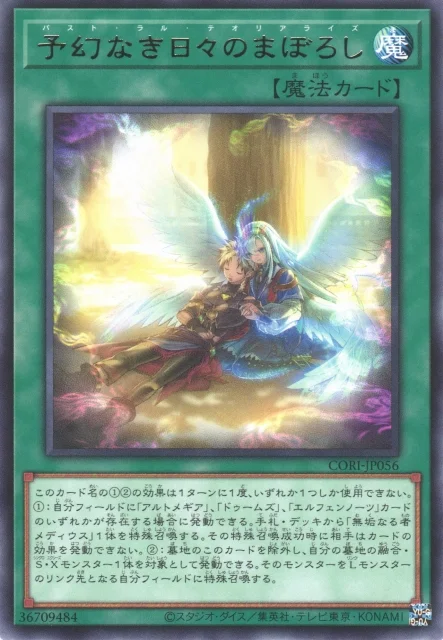 パスト・ラル・テオリアライズ
予幻なき日々のまぼろし
魔
【魔法カード】
CORI-JP056
このカード名の①②の効果は1ターンに1度、いずれか1つしか使用できない。
①:自分フィールドに「アルトメギア」、「ドゥームズ」、「エルフェンノーツ」カード
のいずれかが存在する場合に発動できる。手札・デッキから「無垢なる者
メディウス」1体を特殊召喚する。その特殊召喚成功時に相手はカードの
効果を発動できない。②:墓地のこのカードを除外し、自分の墓地の融合・
S・Xモンスター1体を対象として発動できる。そのモンスターをLモンスター
のリンク先となる自分フィールドに特殊召喚する。
36709484
©スタジオ・ダイス/集英社・テレビ東京・KONAMI